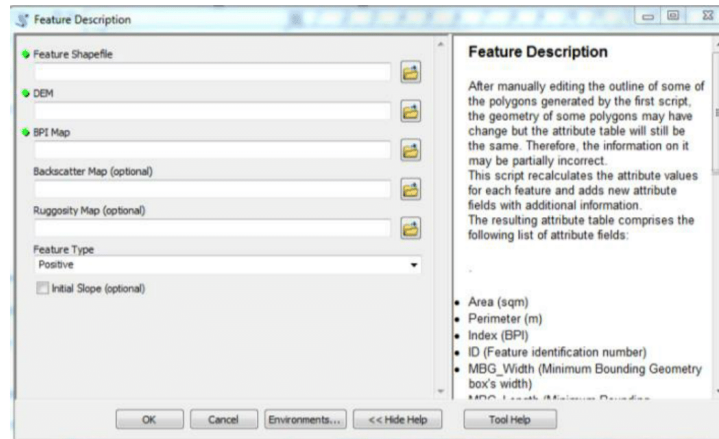 Feature Description
Feature Shapefile
DEM
BPI Map
Backscatter Map (optional)
Ruggosity Map (optional)
Feature Type
Positive
Initial Slope (optional)
Feature Description
After manually editing the outline of some of
the polygons generated by the first script,
the geometry of some polygons may have
change but the attribute table will still be
the same. Therefore, the information on it
may be partially incorrect.
This script recalculates the attribute values
for each feature and adds new attribute
fields with additional information.
The resulting attribute table comprises the
following list of attribute fields:
.
Area (sqm)
Perimeter (m)
Index (BPI)
ID (Feature identification number)
MBG_Width (Minimum Bounding Geometry
box's width)
OK
Cancel
Environments...
<< Hide Help
Tool Help